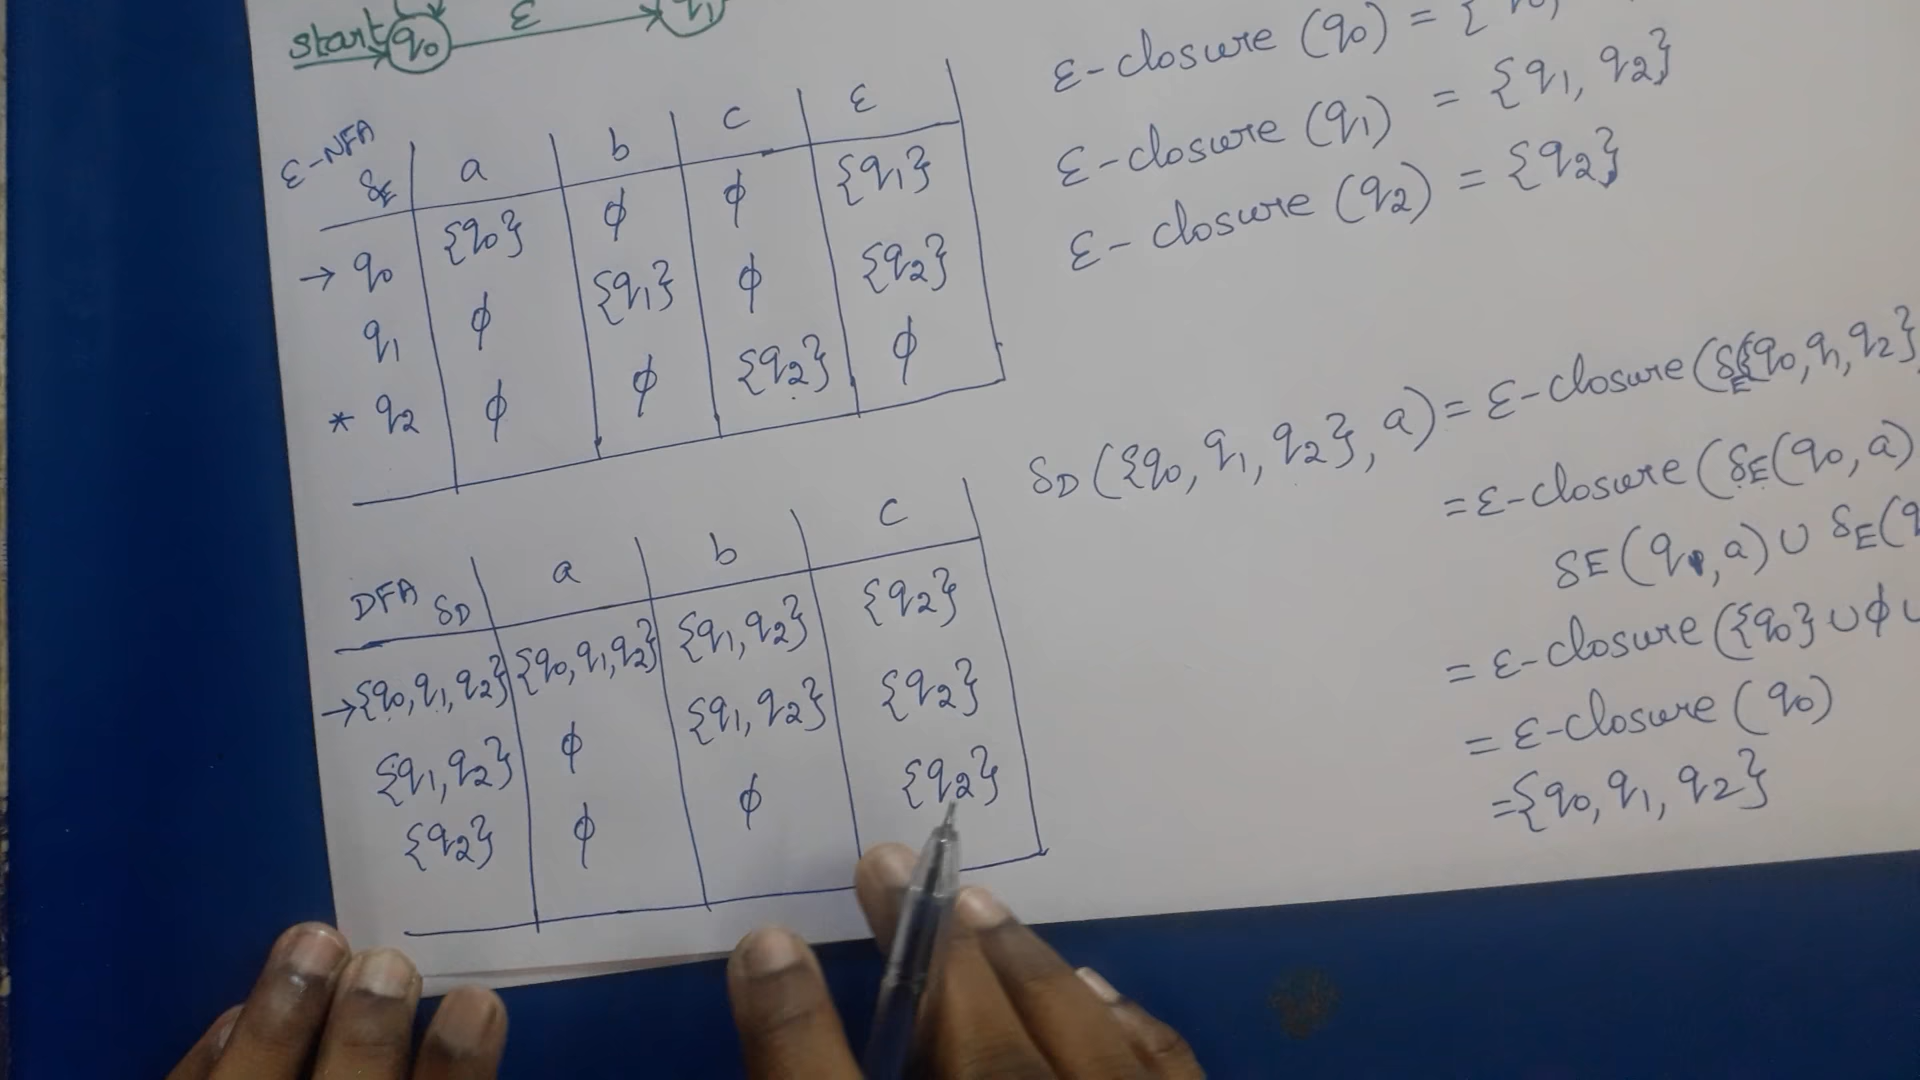 start q0 ε q1
ε-NFA
δE a b c ε
→ q0 {q0} φ φ {q1}
q1 φ {q1} φ {q2}
* q2 φ φ {q2} φ
DFA δD a b c
→{q0, q1, q2} {q0, q1, q2} {q1, q2} {q2}
{q1, q2} φ {q1, q2} {q2}
{q2} φ φ {q2}
ε-closure (q0) = {
ε-closure (q1) = {q1, q2}
ε-closure (q2) = {q2}
δD ({q0, q1, q2}, a) = ε-closure (δE{q0, q1, q2}
= ε-closure (δE(q0, a)
δE(q1, a) ∪ δE(q
= ε-closure ({q0} ∪ φ ∪
= ε-closure (q0)
={q0, q1, q2}